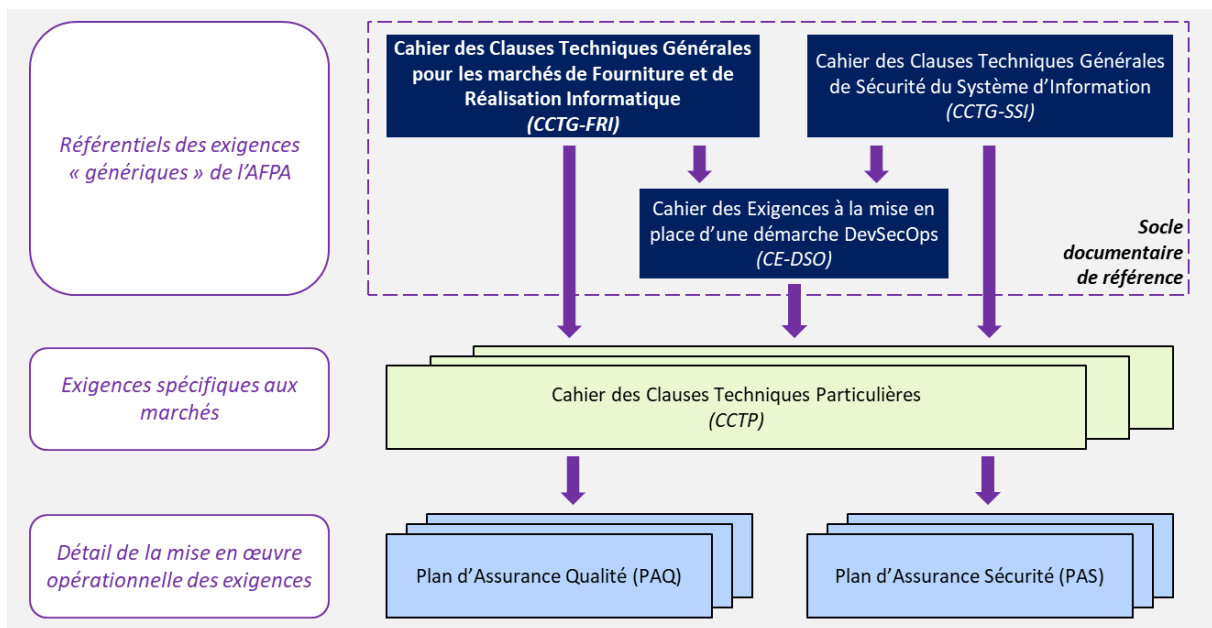 Référentiels des exigences
« génériques » de l’AFPA
Cahier des Clauses Techniques Générales
pour les marchés de Fourniture et de
Réalisation Informatique
(CCTG-FRI)
Cahier des Clauses Techniques Générales
de Sécurité du Système d’Information
(CCTG-SSI)
Cahier des Exigences à la mise en
place d’une démarche DevSecOps
(CE-DSO)
Socle
documentaire
de référence
Exigences spécifiques aux
marchés
Cahier des Clauses Techniques Particulières
(CCTP)
Détail de la mise en œuvre
opérationnelle des exigences
Plan d’Assurance Qualité (PAQ)
Plan d’Assurance Sécurité (PAS)